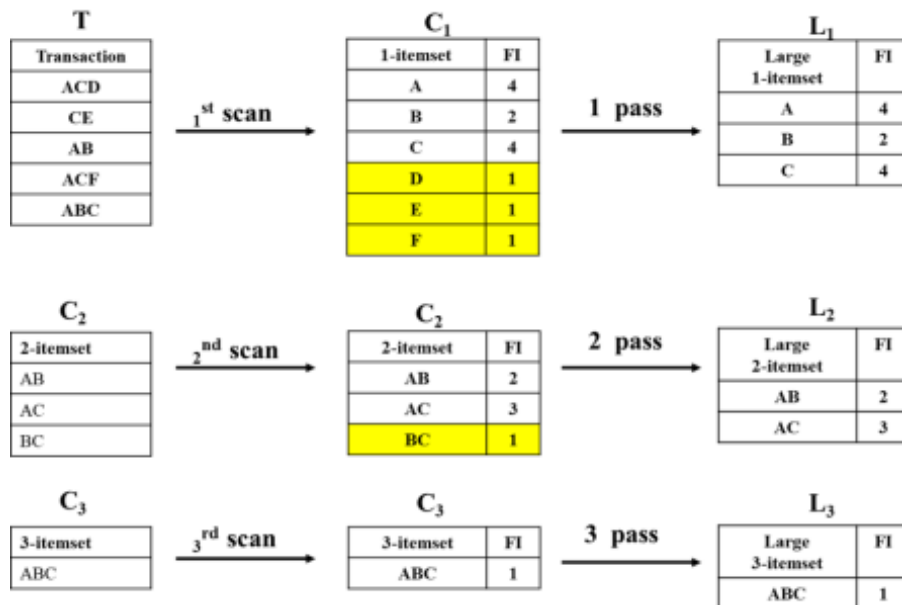 T
Transaction
ACD
CE
AB
ACF
ABC
1st scan
C1
1-itemset FI
A 4
B 2
C 4
D 1
E 1
F 1
1 pass
L1
Large 1-itemset FI
A 4
B 2
C 4
C2
2-itemset
AB
AC
BC
2nd scan
C2
2-itemset FI
AB 2
AC 3
BC 1
2 pass
L2
Large 2-itemset FI
AB 2
AC 3
C3
3-itemset
ABC
3rd scan
C3
3-itemset FI
ABC 1
3 pass
L3
Large 3-itemset FI
ABC 1